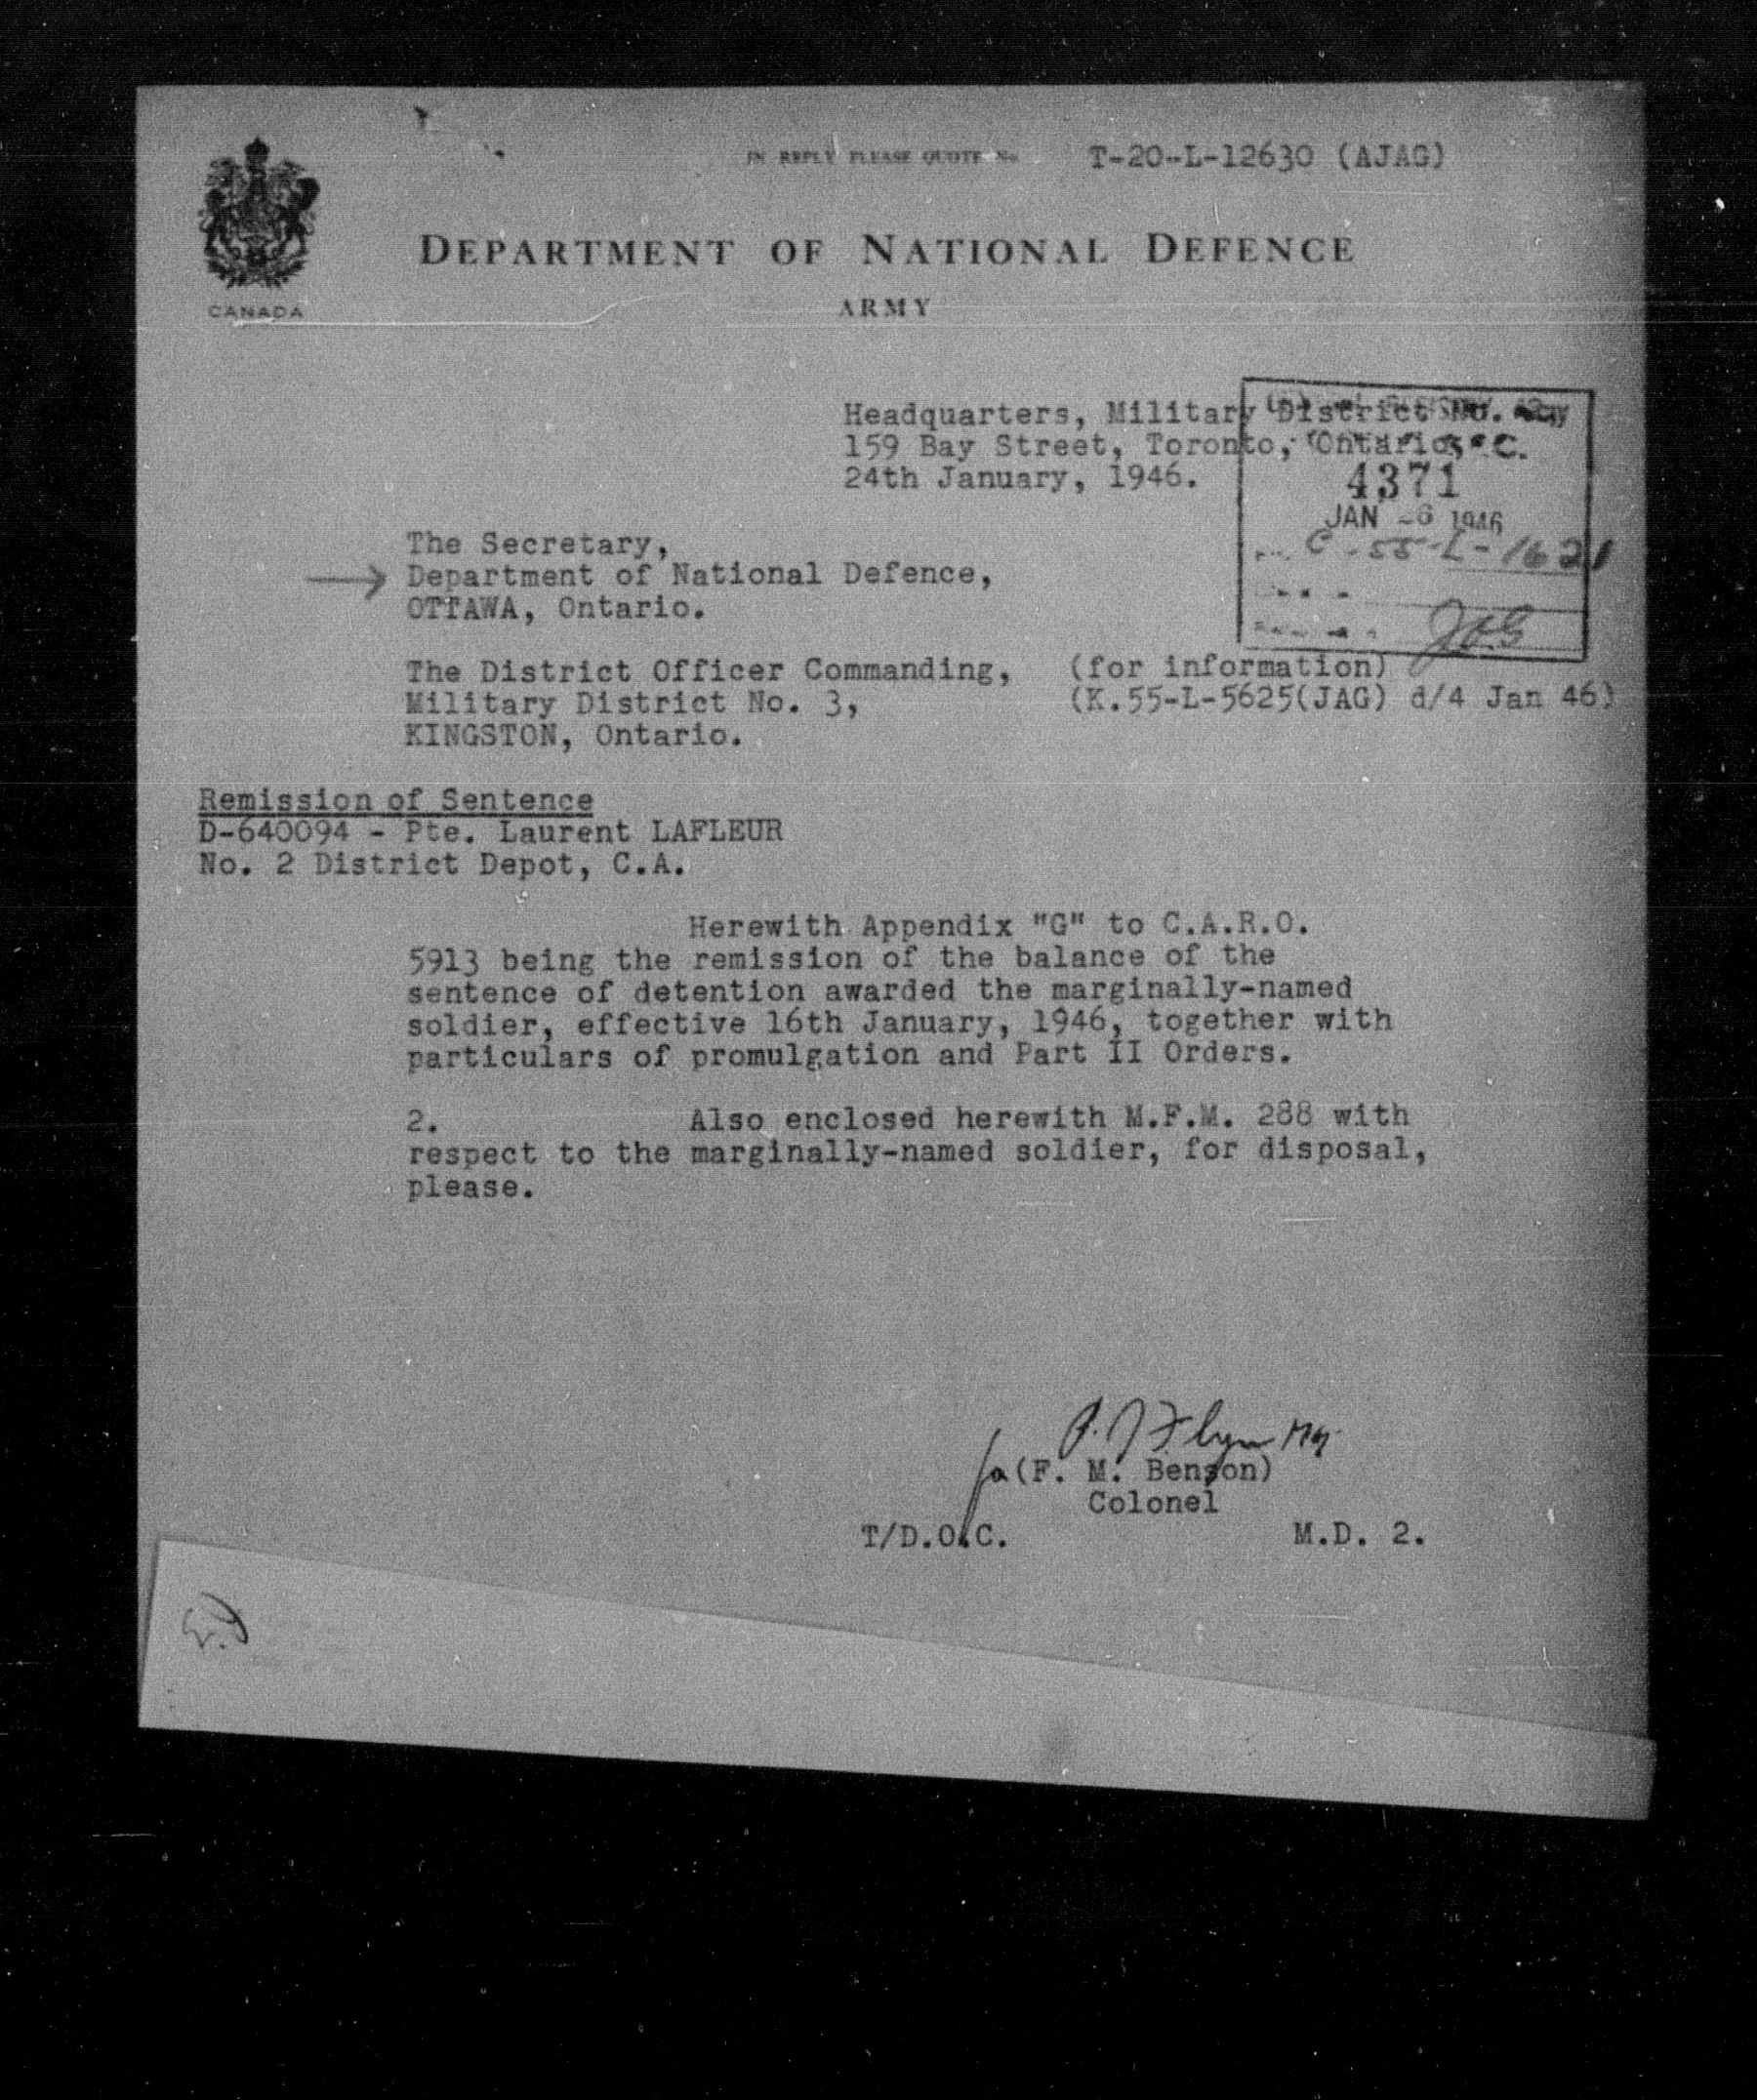 IN REPLY PLEASE QUOTE No. T-20-L-12630 (AJAG)
CANADA
DEPARTMENT OF NATIONAL DEFENCE
ARMY
Headquarters, Military District No.
159 Bay Street, Toronto, Ontario,
24th January, 1946.
C.
4371
JAN 26 1946
C-55-L-1621
JAG
The Secretary,
Department of National Defence,
OTTAWA, Ontario.
The District Officer Commanding, (for information)
Military District No. 3, (K.55-L-5625(JAG) d/4 Jan 46)
KINGSTON, Ontario.
Remission of Sentence
D-640094 - Pte. Laurent LAFLEUR
No. 2 District Depot, C.A.
Herewith Appendix "G" to C.A.R.O.
5913 being the remission of the balance of the
sentence of detention awarded the marginally-named
soldier, effective 16th January, 1946, together with
particulars of promulgation and Part II Orders.
2. Also enclosed herewith M.F.M. 288 with
respect to the marginally-named soldier, for disposal,
please.
(F. M. Benson)
Colonel
T/D.O.C. M.D. 2.